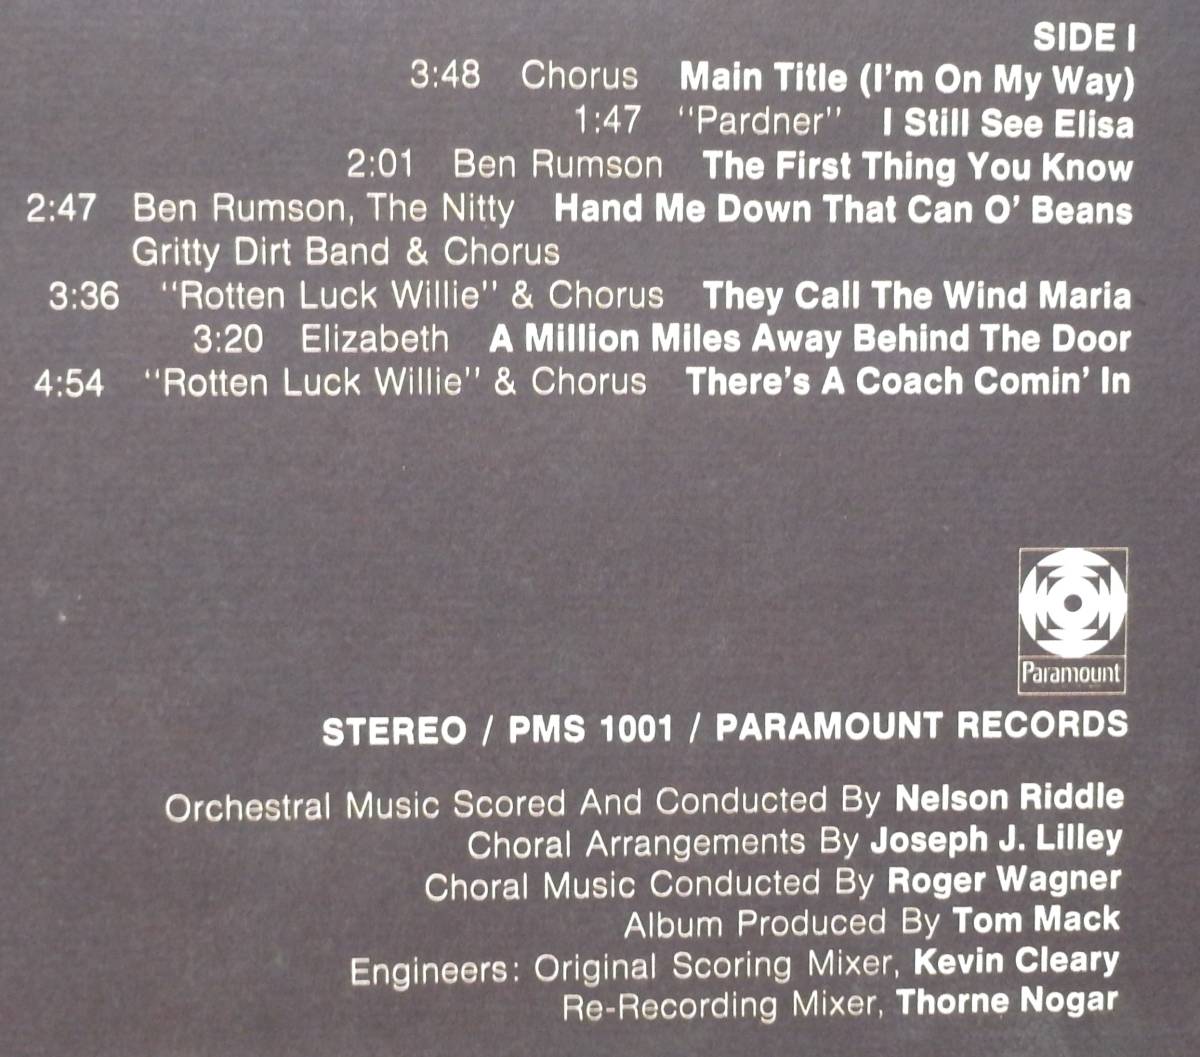 SIDE I
3:48 Chorus Main Title (I'm On My Way)
1:47 "Pardner" I Still See Elisa
2:01 Ben Rumson The First Thing You Know
2:47 Ben Rumson, The Nitty Hand Me Down That Can O' Beans
Gritty Dirt Band & Chorus
3:36 "Rotten Luck Willie" & Chorus They Call The Wind Maria
3:20 Elizabeth A Million Miles Away Behind The Door
4:54 "Rotten Luck Willie" & Chorus There's A Coach Comin' In
Paramount
STEREO / PMS 1001 / PARAMOUNT RECORDS
Orchestral Music Scored And Conducted By Nelson Riddle
Choral Arrangements By Joseph J. Lilley
Choral Music Conducted By Roger Wagner
Album Produced By Tom Mack
Engineers: Original Scoring Mixer, Kevin Cleary
Re-Recording Mixer, Thorne Nogar